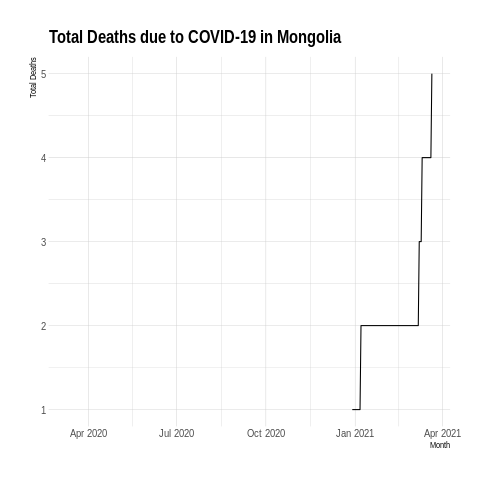 Total Deaths due to COVID-19 in Mongolia
Total Deaths
5
4
3
2
1
Apr 2020 Jul 2020 Oct 2020 Jan 2021 Apr 2021
Month